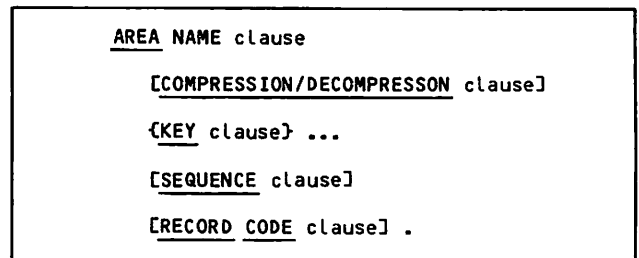 AREA NAME clause
[COMPRESSION/DECOMPRESSON clause]
{KEY clause} ...
[SEQUENCE clause]
[RECORD CODE clause] .